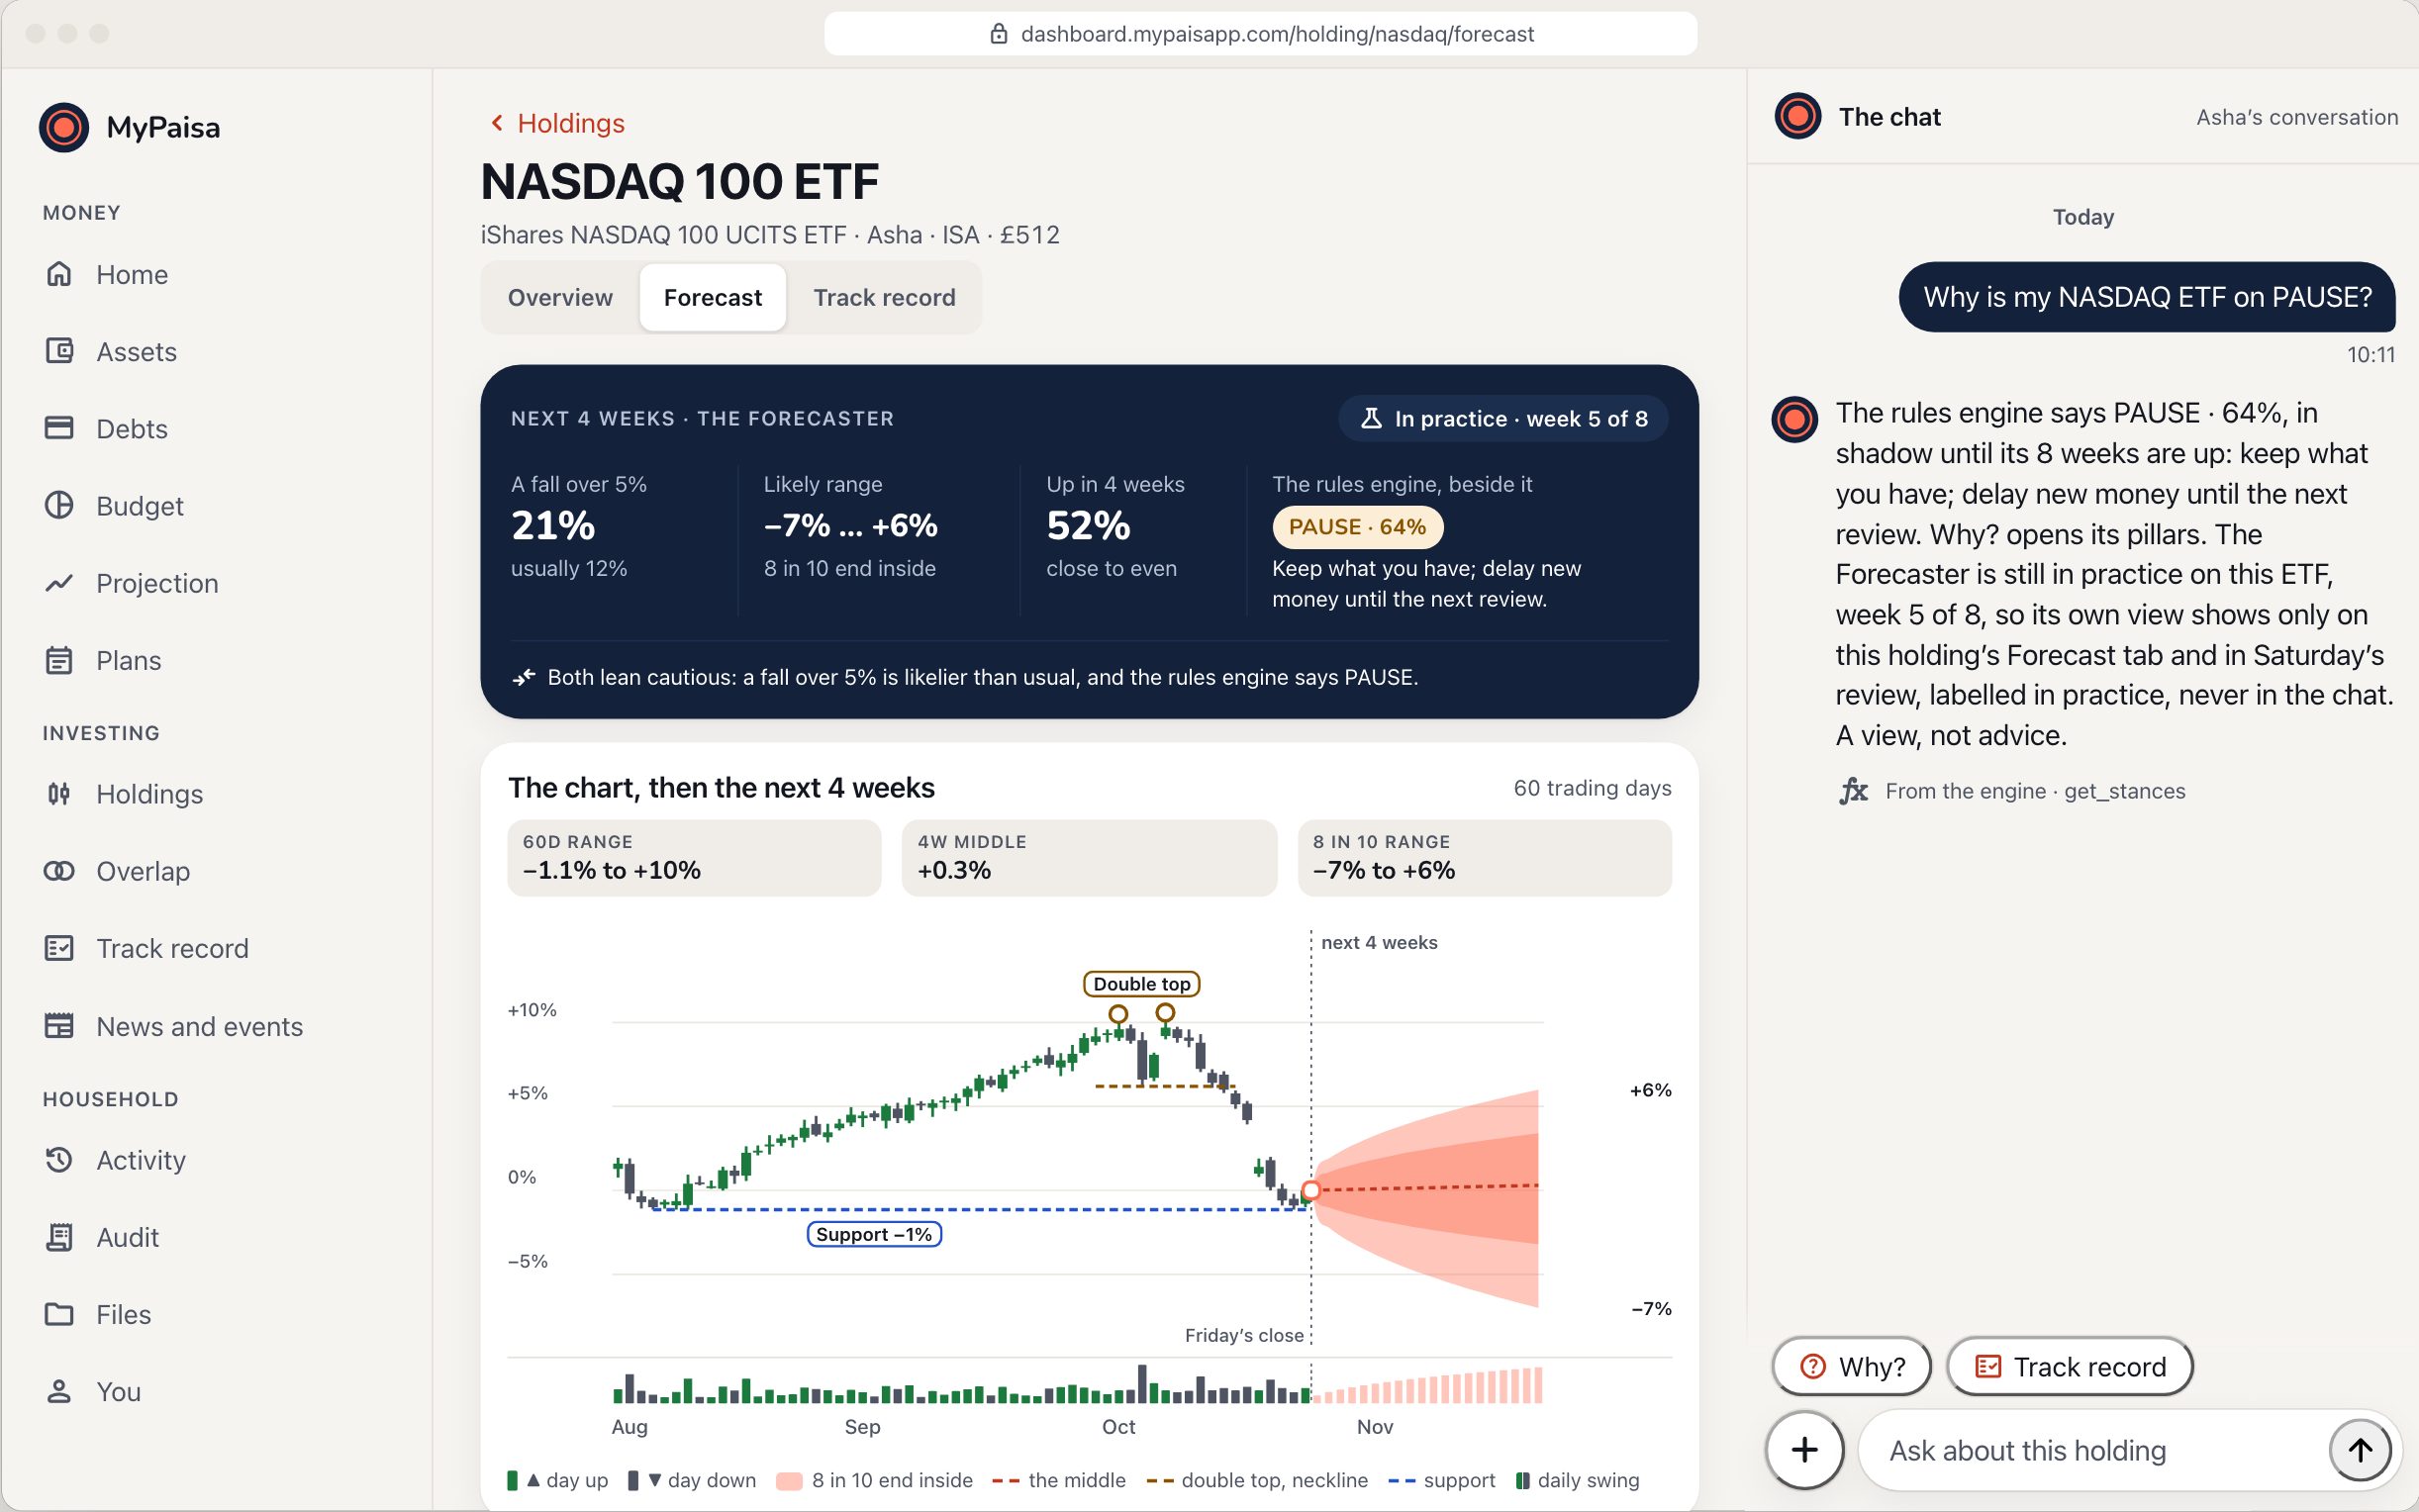 dashboard.mypaisapp.com/holding/nasdaq/forecast
MyPaisa
MONEY
Home
Assets
Debts
Budget
Projection
Plans
INVESTING
Holdings
Overlap
Track record
News and events
HOUSEHOLD
Activity
Audit
Files
You
Holdings
NASDAQ 100 ETF
iShares NASDAQ 100 UCITS ETF · Asha · ISA · £512
Overview
Forecast
Track record
NEXT 4 WEEKS · THE FORECASTER
In practice · week 5 of 8
A fall over 5%
21%
usually 12%
Likely range
−7% ... +6%
8 in 10 end inside
Up in 4 weeks
52%
close to even
The rules engine, beside it
PAUSE · 64%
Keep what you have; delay new
money until the next review.
Both lean cautious: a fall over 5% is likelier than usual, and the rules engine says PAUSE.
The chart, then the next 4 weeks
60 trading days
60D RANGE
−1.1% to +10%
4W MIDDLE
+0.3%
8 IN 10 RANGE
−7% to +6%
next 4 weeks
Double top
+10%
+5%
0%
−5%
+6%
−7%
Support −1%
Friday’s close
Aug
Sep
Oct
Nov
▲ day up
▼ day down
8 in 10 end inside
the middle
double top, neckline
support
daily swing
The chat
Asha’s conversation
Today
Why is my NASDAQ ETF on PAUSE?
10:11
The rules engine says PAUSE · 64%, in
shadow until its 8 weeks are up: keep what
you have; delay new money until the next
review. Why? opens its pillars. The
Forecaster is still in practice on this ETF,
week 5 of 8, so its own view shows only on
this holding’s Forecast tab and in Saturday’s
review, labelled in practice, never in the chat.
A view, not advice.
fx From the engine · get_stances
Why?
Track record
Ask about this holding